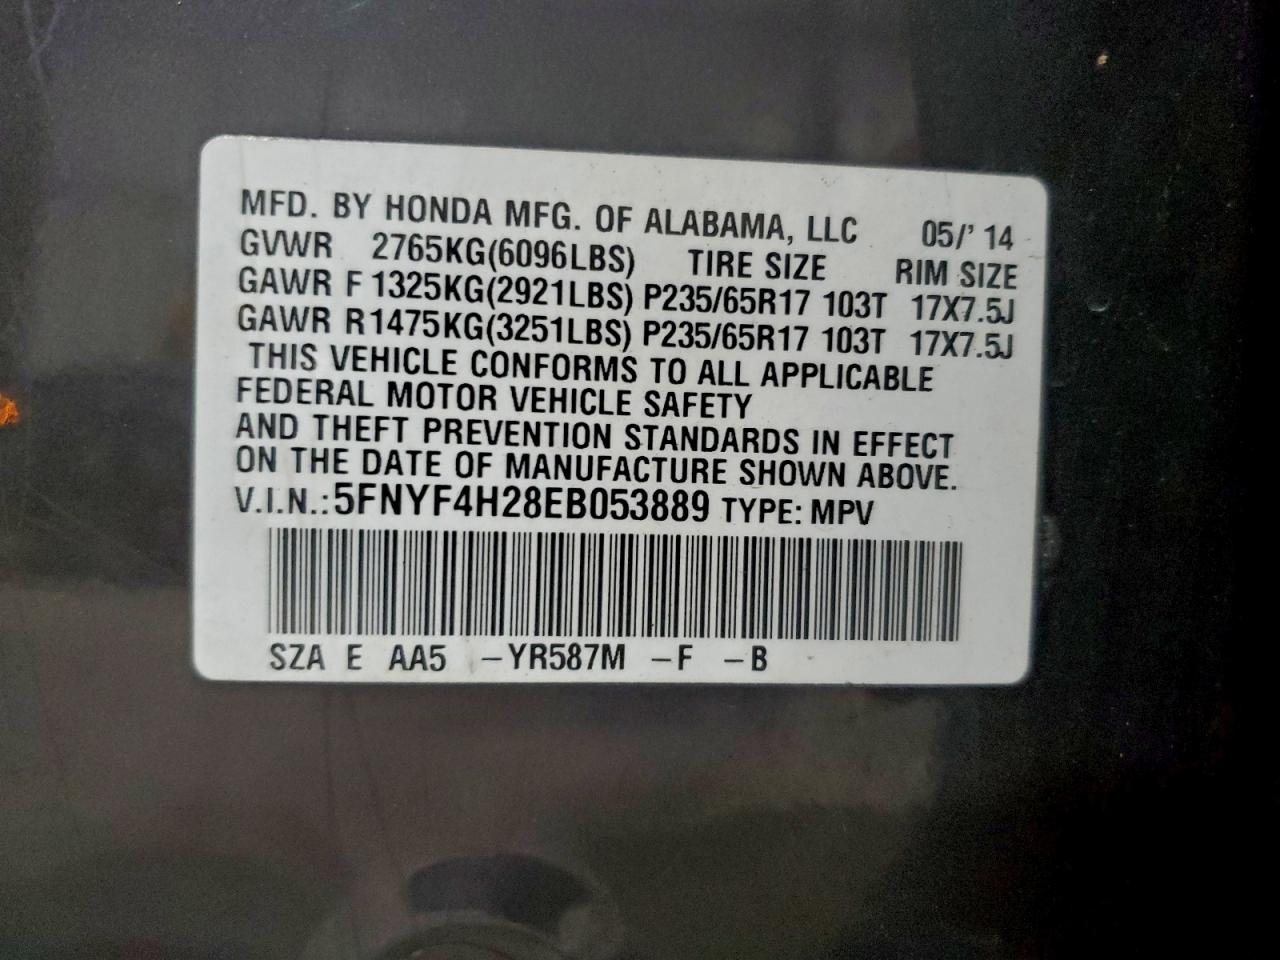 MFD. BY HONDA MFG. OF ALABAMA, LLC 05/' 14
GVWR 2765KG(6096LBS) TIRE SIZE RIM SIZE
GAWR F 1325KG(2921LBS) P235/65R17 103T 17X7.5J
GAWR R1475KG(3251LBS) P235/65R17 103T 17X7.5J
THIS VEHICLE CONFORMS TO ALL APPLICABLE
FEDERAL MOTOR VEHICLE SAFETY
AND THEFT PREVENTION STANDARDS IN EFFECT
ON THE DATE OF MANUFACTURE SHOWN ABOVE.
V.I.N.:5FNYF4H28EB053889 TYPE: MPV
SZA E AA5 -YR587M -F -B